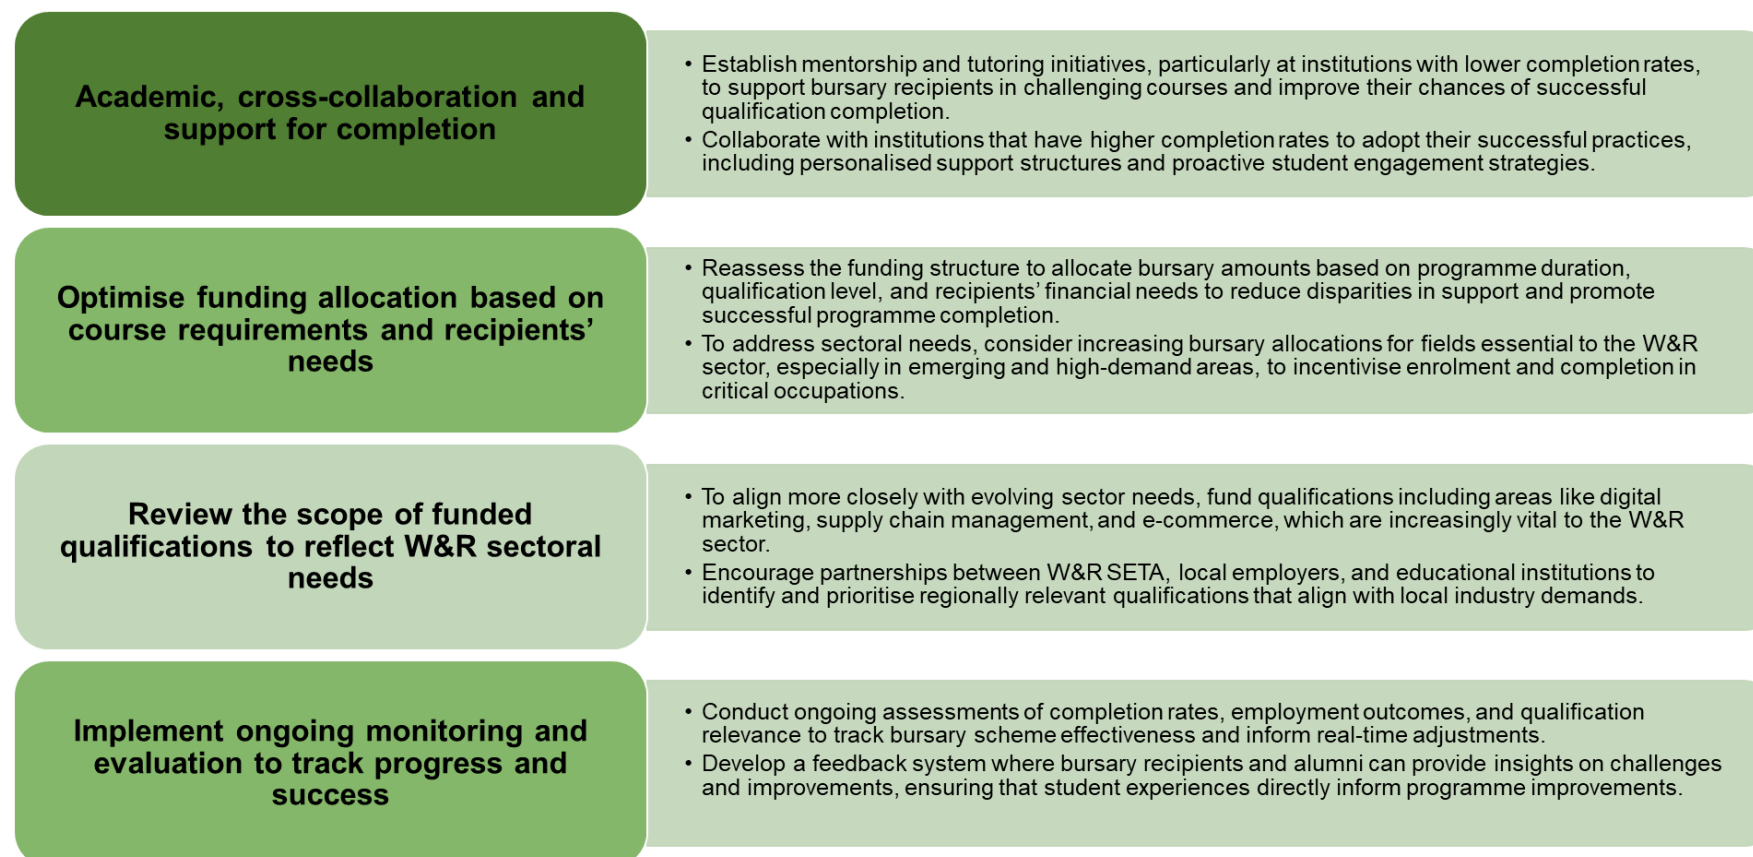 Academic, cross-collaboration and
support for completion
• Establish mentorship and tutoring initiatives, particularly at institutions with lower completion rates,
to support bursary recipients in challenging courses and improve their chances of successful
qualification completion.
• Collaborate with institutions that have higher completion rates to adopt their successful practices,
including personalised support structures and proactive student engagement strategies.
Optimise funding allocation based on
course requirements and recipients’
needs
• Reassess the funding structure to allocate bursary amounts based on programme duration,
qualification level, and recipients’ financial needs to reduce disparities in support and promote
successful programme completion.
• To address sectoral needs, consider increasing bursary allocations for fields essential to the W&R
sector, especially in emerging and high-demand areas, to incentivise enrolment and completion in
critical occupations.
Review the scope of funded
qualifications to reflect W&R sectoral
needs
• To align more closely with evolving sector needs, fund qualifications including areas like digital
marketing, supply chain management, and e-commerce, which are increasingly vital to the W&R
sector.
• Encourage partnerships between W&R SETA, local employers, and educational institutions to
identify and prioritise regionally relevant qualifications that align with local industry demands.
Implement ongoing monitoring and
evaluation to track progress and
success
• Conduct ongoing assessments of completion rates, employment outcomes, and qualification
relevance to track bursary scheme effectiveness and inform real-time adjustments.
• Develop a feedback system where bursary recipients and alumni can provide insights on challenges
and improvements, ensuring that student experiences directly inform programme improvements.